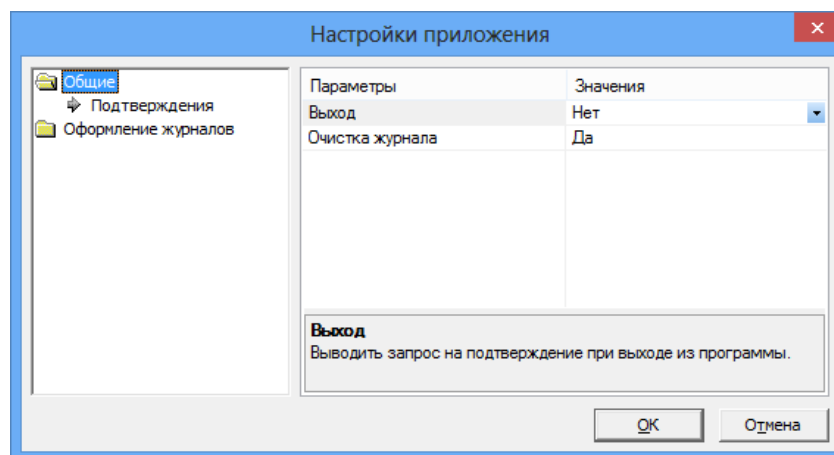 Настройки приложения
Общие
Подтверждения
Оформление журналов
Параметры Значения
Выход Нет
Очистка журнала Да
Выход
Выводить запрос на подтверждение при выходе из программы.
OK Отмена